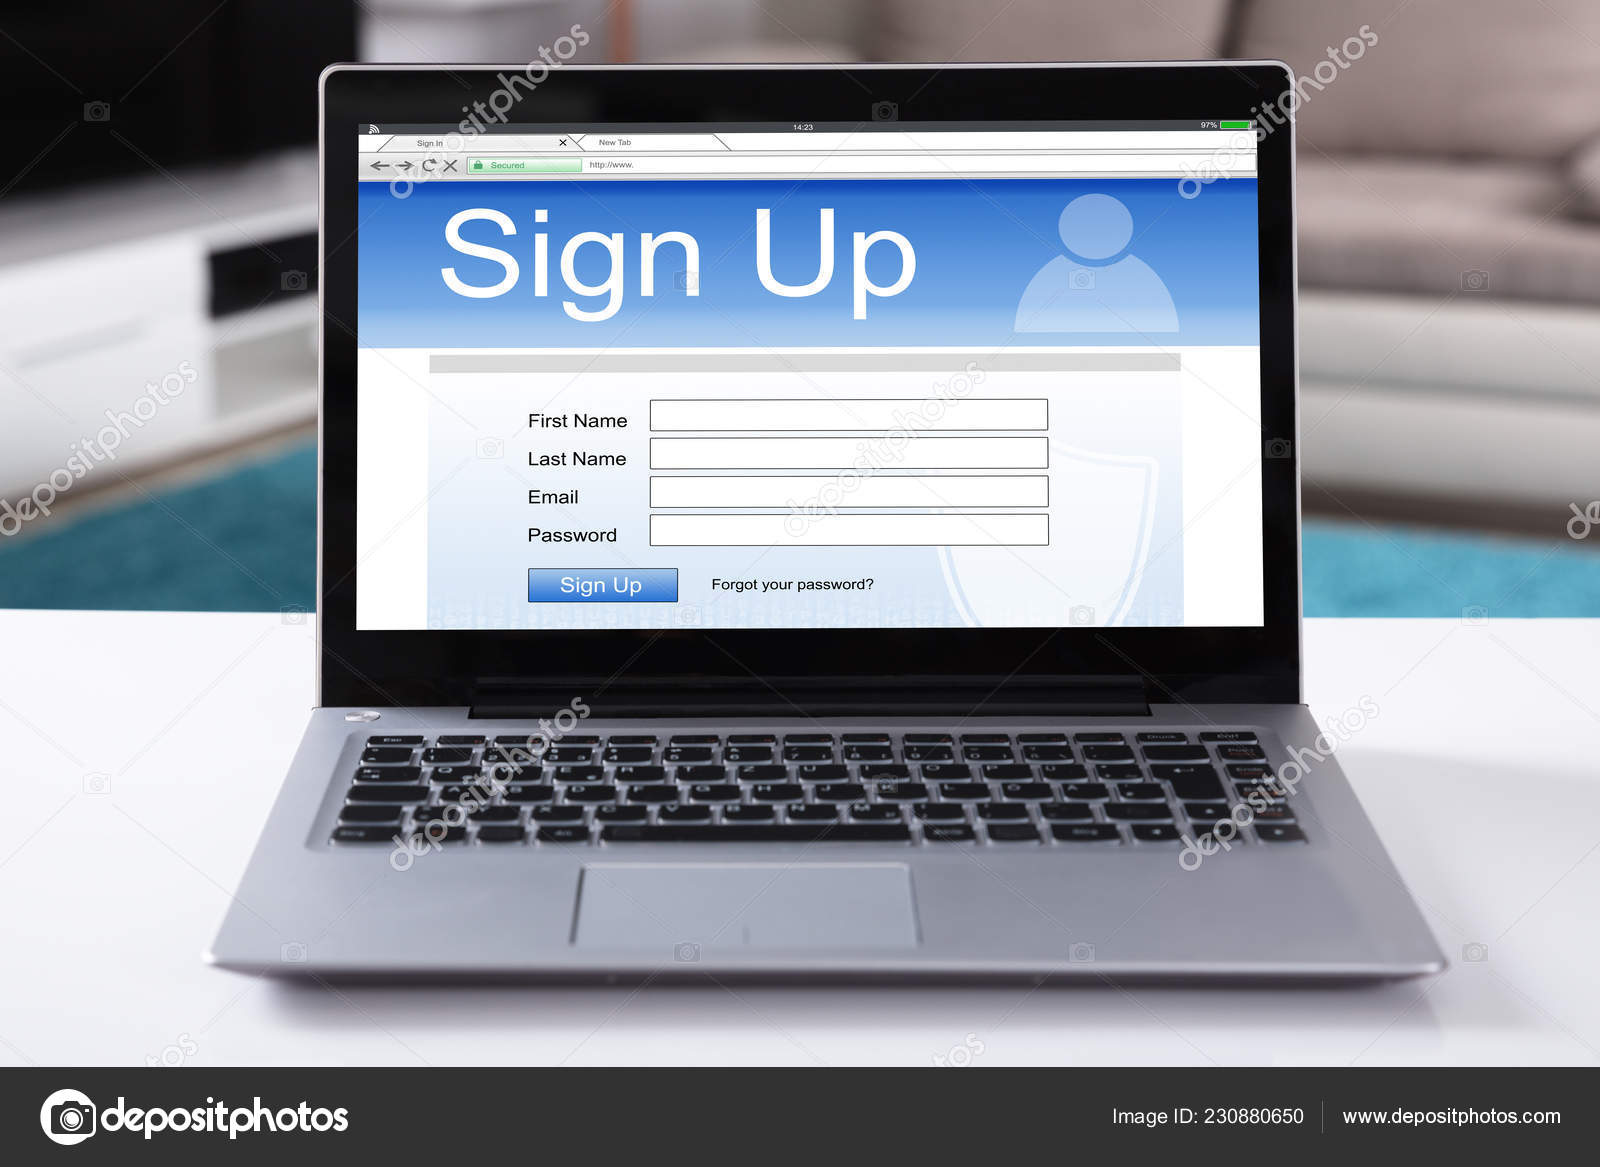 14:23 97%
Sign In New Tab
Secured http://www.
Sign Up
First Name
Last Name
Email
Password
Sign Up Forgot your password?
depositphotos
Image ID: 230880650 www.depositphotos.com